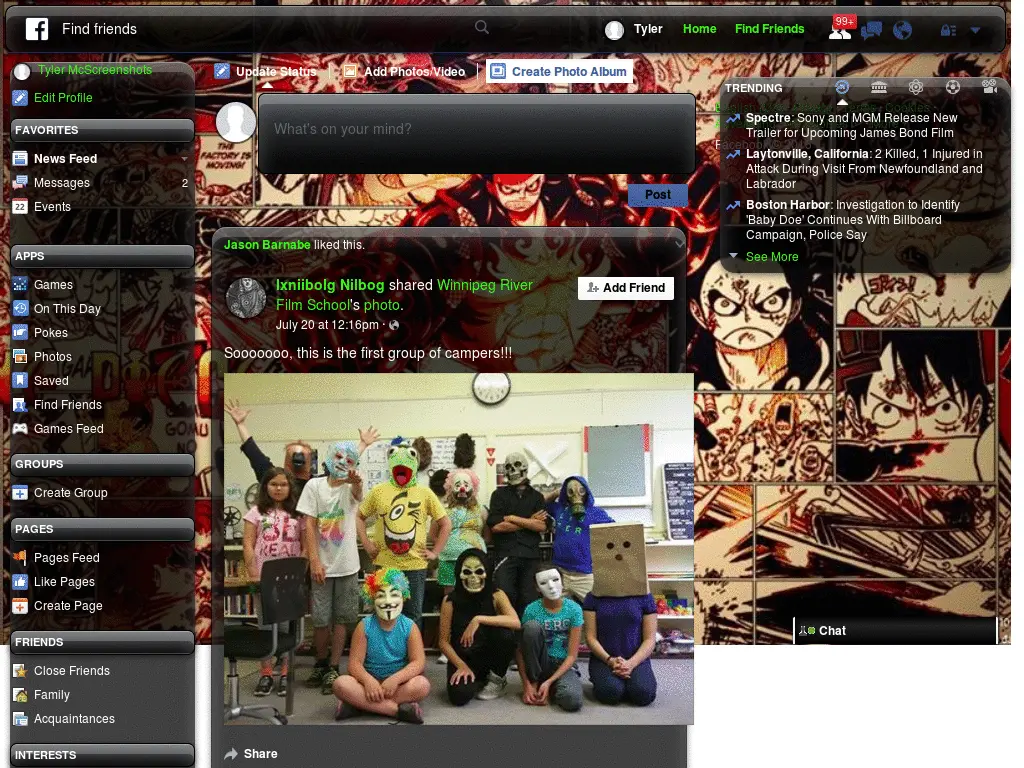 Find friends
Tyler
Home
Find Friends
99+
Tyler McScreenshots
Edit Profile
FAVORITES
News Feed
Messages
2
Events
APPS
Games
On This Day
Pokes
Photos
Saved
Find Friends
Games Feed
GROUPS
Create Group
PAGES
Pages Feed
Like Pages
Create Page
FRIENDS
Close Friends
Family
Acquaintances
INTERESTS
Update Status
Add Photos/Video
Create Photo Album
What's on your mind?
Post
THE
FACTORY IS
MOVING!
Jason Barnabe liked this.
Ixniibolg Nilbog shared Winnipeg River
Film School's photo.
July 20 at 12:16pm ·
Add Friend
Sooooooo, this is the first group of campers!!!
Share
TRENDING
Spectre: Sony and MGM Release New
Trailer for Upcoming James Bond Film
Laytonville, California: 2 Killed, 1 Injured in
Attack During Visit From Newfoundland and
Labrador
Boston Harbor: Investigation to Identify
'Baby Doe' Continues With Billboard
Campaign, Police Say
See More
Chat